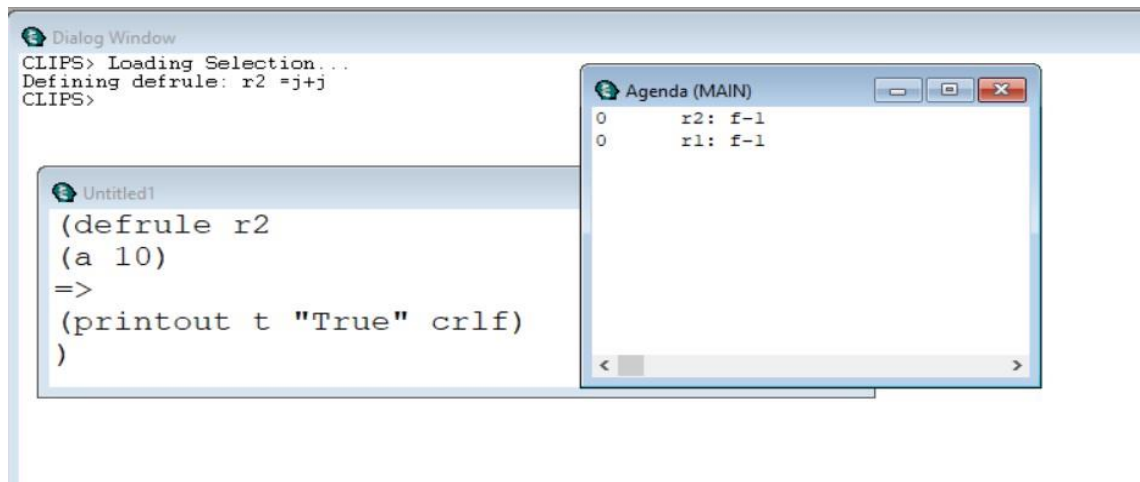 Dialog Window
CLIPS> Loading Selection...
Defining defrule: r2 =j+j
CLIPS>
Agenda (MAIN)
0 r2: f-1
0 r1: f-1
Untitled1
(defrule r2
(a 10)
=>
(printout t "True" crlf)
)